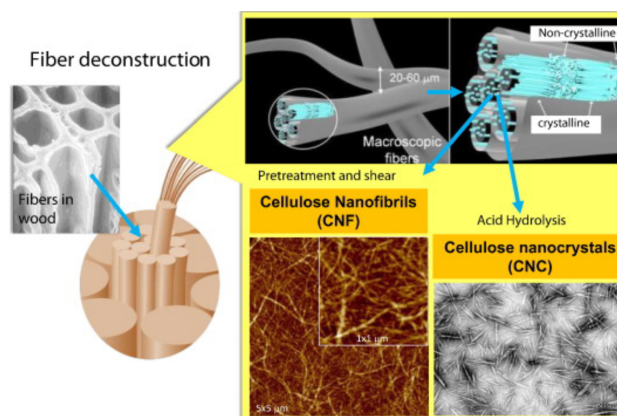 Fiber deconstruction
Fibers in
wood
20-60 μm
Macroscopic
fibers
Non-crystalline
crystalline
Pretreatment and shear
Cellulose Nanofibrils
(CNF)
1x1 μm
5x5 μm
Acid Hydrolysis
Cellulose nanocrystals
(CNC)